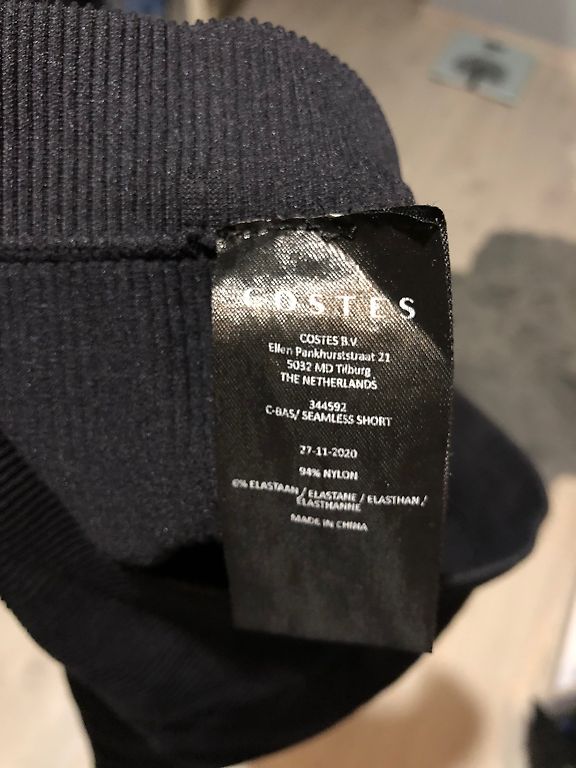 COSTES
COSTES B.V.
Ellen Pankhurststraat 21
5032 MD Tilburg
THE NETHERLANDS
344592
C-BAS/ SEAMLESS SHORT
27-11-2020
94% NYLON
6% ELASTAAN / ELASTANE / ELASTHAN /
ELASTHANNE
MADE IN CHINA